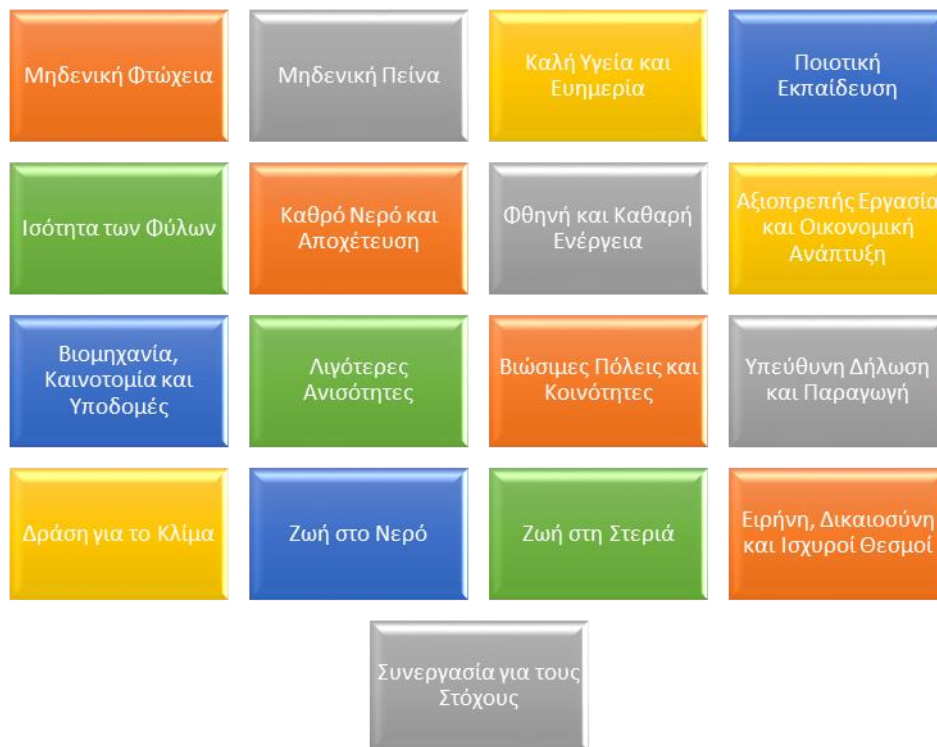 Μηδενική Φτώχεια
Μηδενική Πείνα
Καλή Υγεία και
Ευημερία
Ποιοτική
Εκπαίδευση
Ισότητα των Φύλων
Καθρό Νερό και
Αποχέτευση
Φθηνή και Καθαρή
Ενέργεια
Αξιοπρεπής Εργασία
και Οικονομική
Ανάπτυξη
Βιομηχανία,
Καινοτομία και
Υποδομές
Λιγότερες
Ανισότητες
Βιώσιμες Πόλεις και
Κοινότητες
Υπεύθυνη Δήλωση
και Παραγωγή
Δράση για το Κλίμα
Ζωή στο Νερό
Ζωή στη Στεριά
Ειρήνη, Δικαιοσύνη
και Ισχυροί Θεσμοί
Συνεργασία για τους
Στόχους